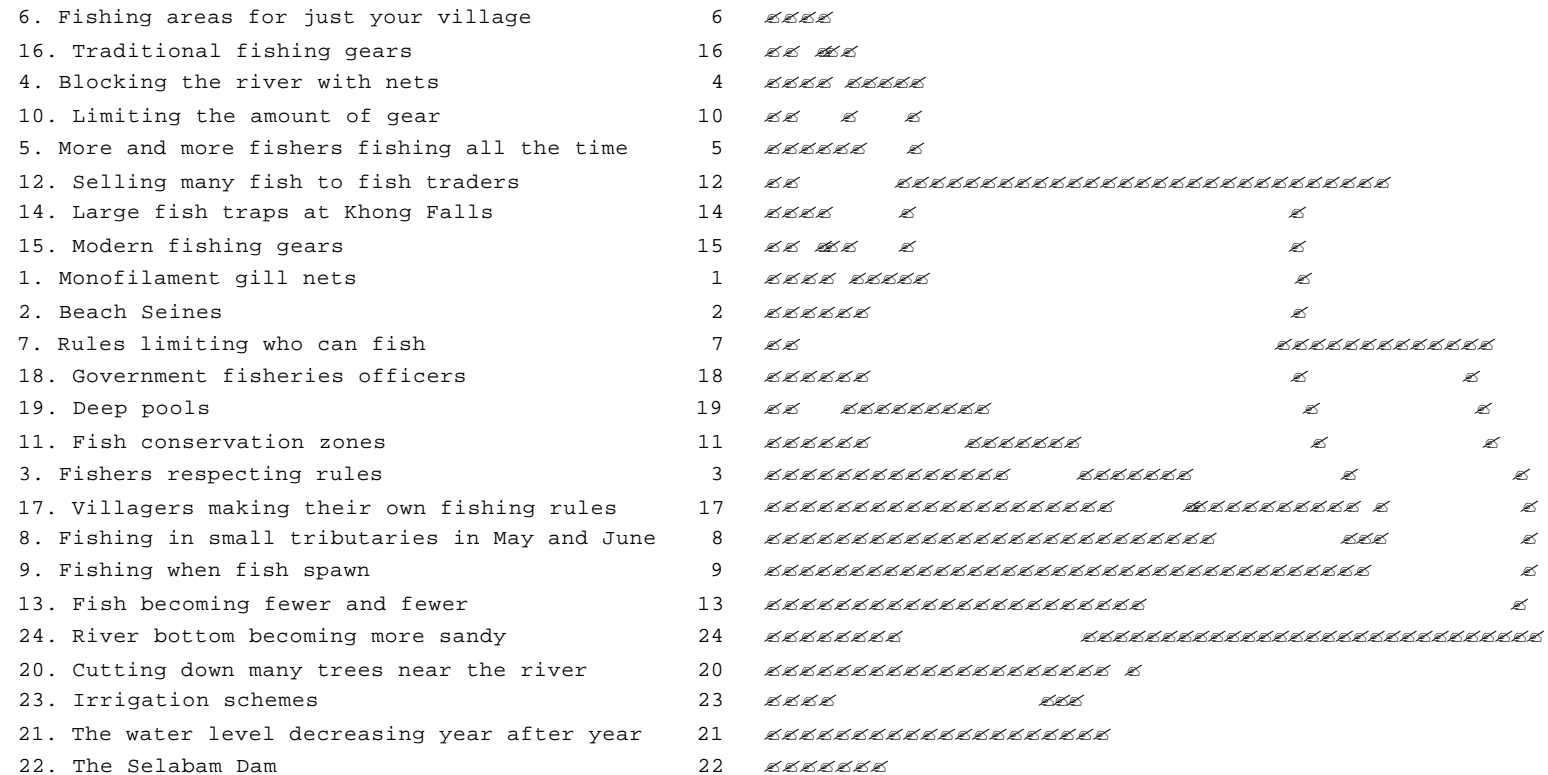 6. Fishing areas for just your village 6
16. Traditional fishing gears 16
4. Blocking the river with nets 4
10. Limiting the amount of gear 10
5. More and more fishers fishing all the time 5
12. Selling many fish to fish traders 12
14. Large fish traps at Khong Falls 14
15. Modern fishing gears 15
1. Monofilament gill nets 1
2. Beach Seines 2
7. Rules limiting who can fish 7
18. Government fisheries officers 18
19. Deep pools 19
11. Fish conservation zones 11
3. Fishers respecting rules 3
17. Villagers making their own fishing rules 17
8. Fishing in small tributaries in May and June 8
9. Fishing when fish spawn 9
13. Fish becoming fewer and fewer 13
24. River bottom becoming more sandy 24
20. Cutting down many trees near the river 20
23. Irrigation schemes 23
21. The water level decreasing year after year 21
22. The Selabam Dam 22